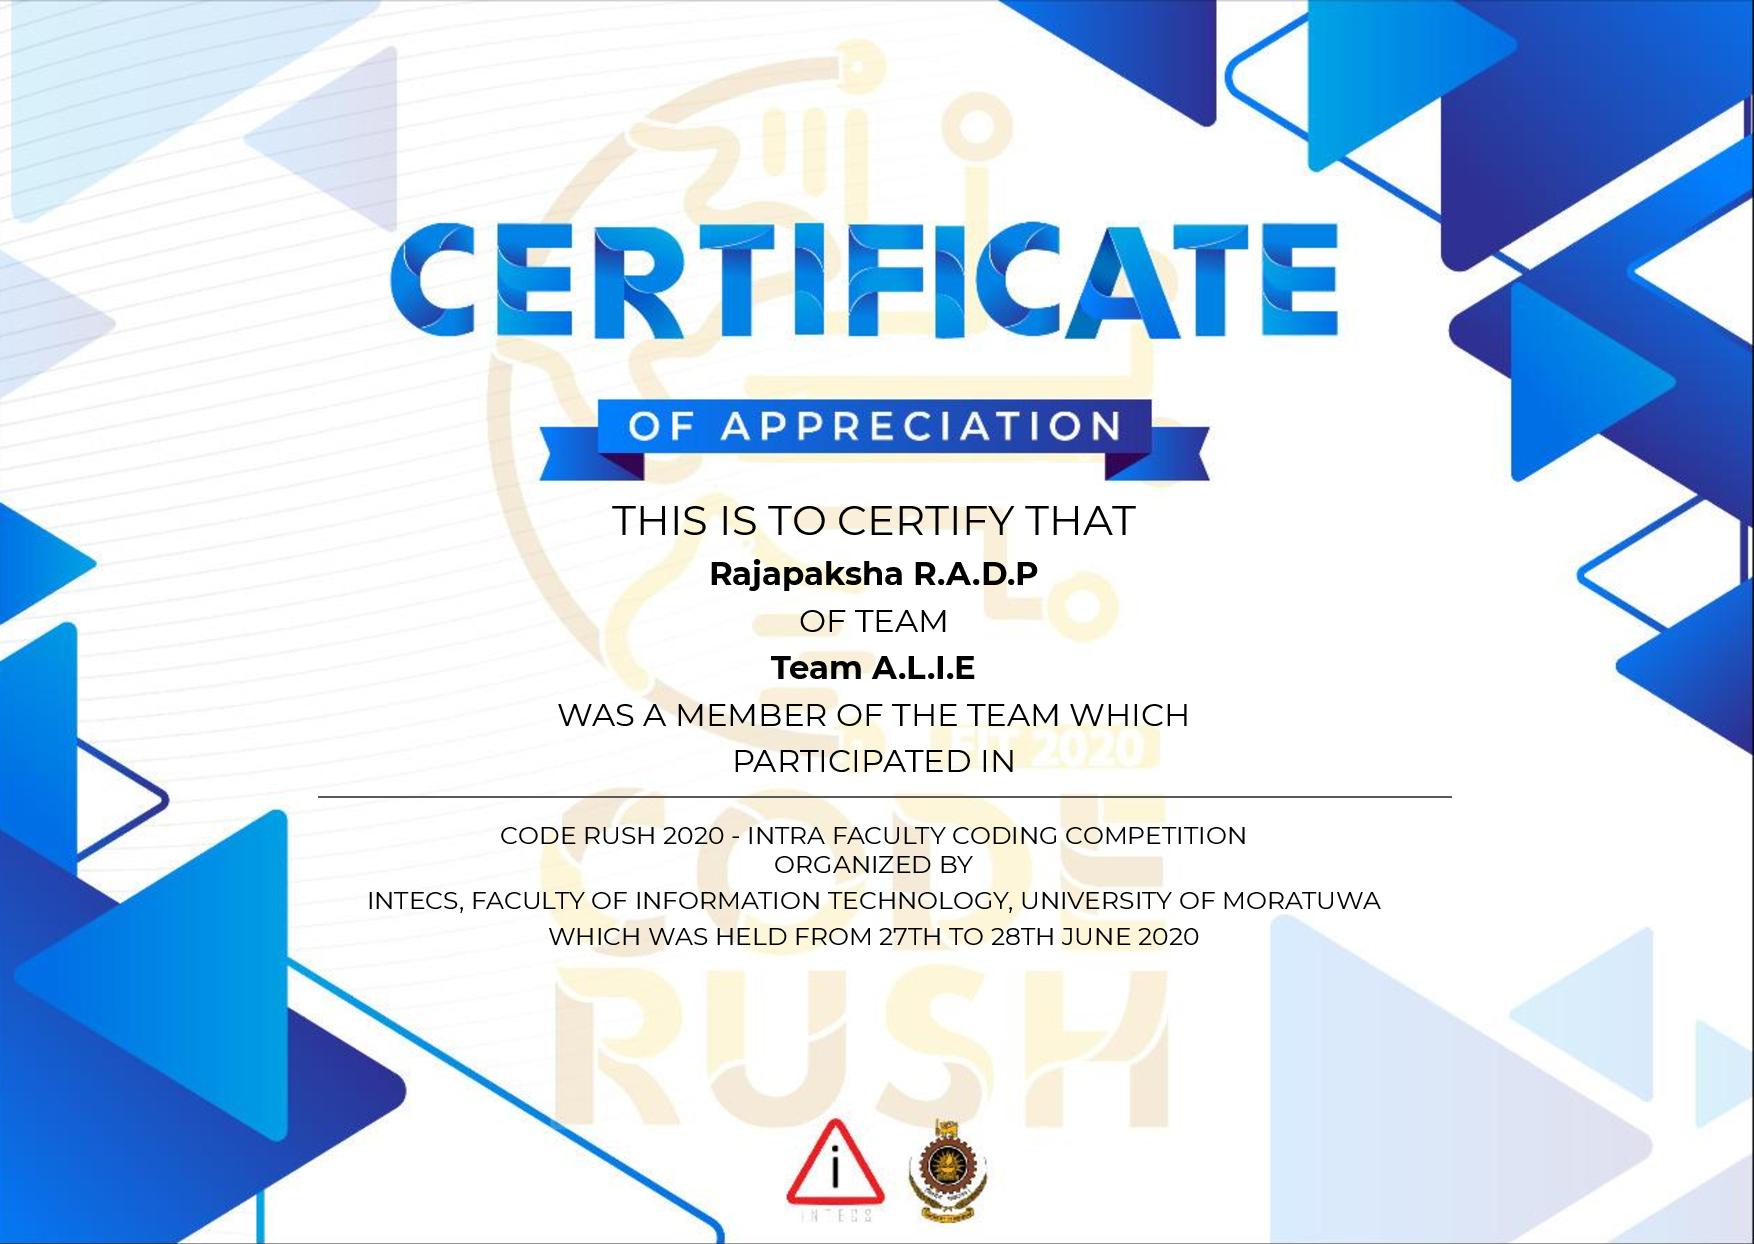 CERTIFICATE
OF APPRECIATION
THIS IS TO CERTIFY THAT
Rajapaksha R.A.D.P
OF TEAM
Team A.L.I.E
WAS A MEMBER OF THE TEAM WHICH
PARTICIPATED IN
FIT 2020
CODE RUSH 2020 - INTRA FACULTY CODING COMPETITION
ORGANIZED BY
INTECS, FACULTY OF INFORMATION TECHNOLOGY, UNIVERSITY OF MORATUWA
WHICH WAS HELD FROM 27TH TO 28TH JUNE 2020
CODE
RUSH
i
INTECS